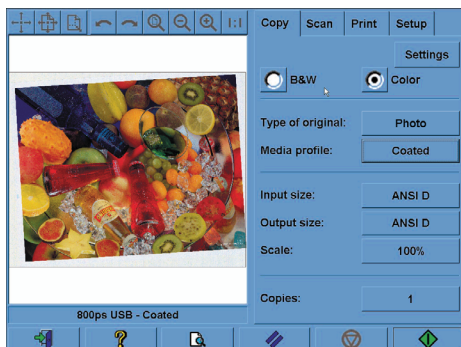 1:1
Copy Scan Print Setup
Settings
B&W Color
Type of original: Photo
Media profile: Coated
Input size: ANSI D
Output size: ANSI D
Scale: 100%
Copies: 1
800ps USB - Coated
?